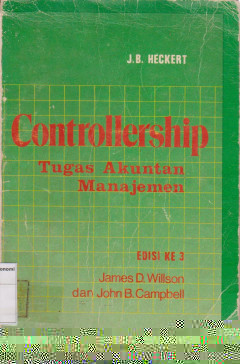 J.B. HECKERT
Controllership
Tugas Akuntan
Manajemen
EDISI KE 3
James D. Willson
dan John B. Campbell